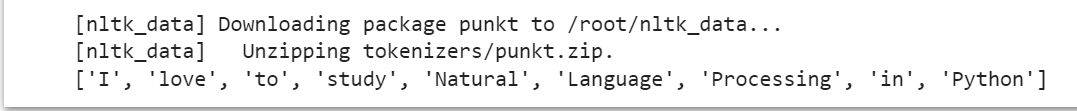 [nltk_data] Downloading package punkt to /root/nltk_data...
[nltk_data]   Unzipping tokenizers/punkt.zip.
['I', 'love', 'to', 'study', 'Natural', 'Language', 'Processing', 'in', 'Python']